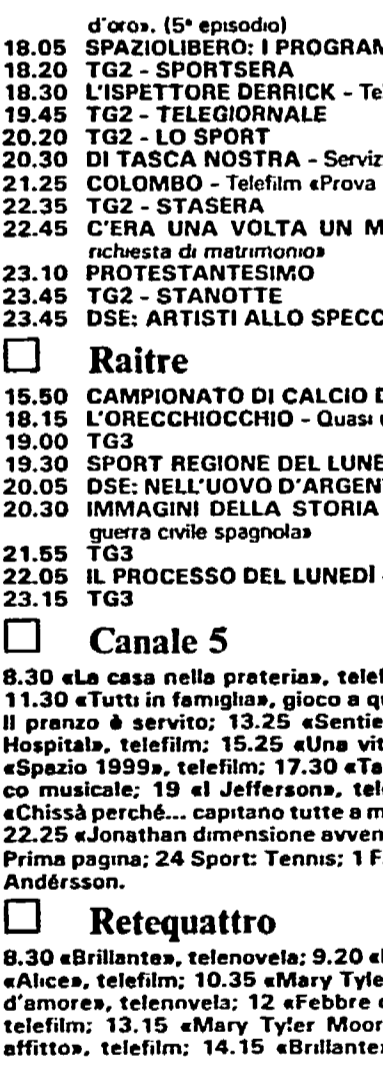 d'oro». (5° episodio)
18.05 SPAZIOLIBERO: I PROGRAM
18.20 TG2 - SPORTSERA
18.30 L'ISPETTORE DERRICK - Te
19.45 TG2 - TELEGIORNALE
20.20 TG2 - LO SPORT
20.30 DI TASCA NOSTRA - Serviz
21.25 COLOMBO - Telefilm «Prova
22.35 TG2 - STASERA
22.45 C'ERA UNA VOLTA UN M
richiesta di matrimonio»
23.10 PROTESTANTESIMO
23.45 TG2 - STANOTTE
23.45 DSE: ARTISTI ALLO SPECC
□ Raitre
15.50 CAMPIONATO DI CALCIO D
18.15 L'ORECCHIOCCHIO - Quasi
19.00 TG3
19.30 SPORT REGIONE DEL LUNE
20.05 DSE: NELL'UOVO D'ARGENT
20.30 IMMAGINI DELLA STORIA
guerra civile spagnola»
21.55 TG3
22.05 IL PROCESSO DEL LUNEDÌ -
23.15 TG3
□ Canale 5
8.30 «La casa nella prateria», telef
11.30 «Tutti in famiglia», gioco a qu
Il pranzo è servito; 13.25 «Sentie
Hospital», telefilm; 15.25 «Una vit
«Spazio 1999», telefilm; 17.30 «Ta
co musicale; 19 «I Jefferson», tel
«Chissà perché... capitano tutte a m
22.25 «Jonathan dimensione avven
Prima pagina; 24 Sport: Tennis; 1 F
Andérsson.
□ Retequattro
8.30 «Brillante», telenovela; 9.20 «
«Alice», telefilm; 10.35 «Mary Tyle
d'amore», telenovela; 12 «Febbre
telefilm; 13.15 «Mary Tyler Moor
affitto», telefilm; 14.15 «Brillante»